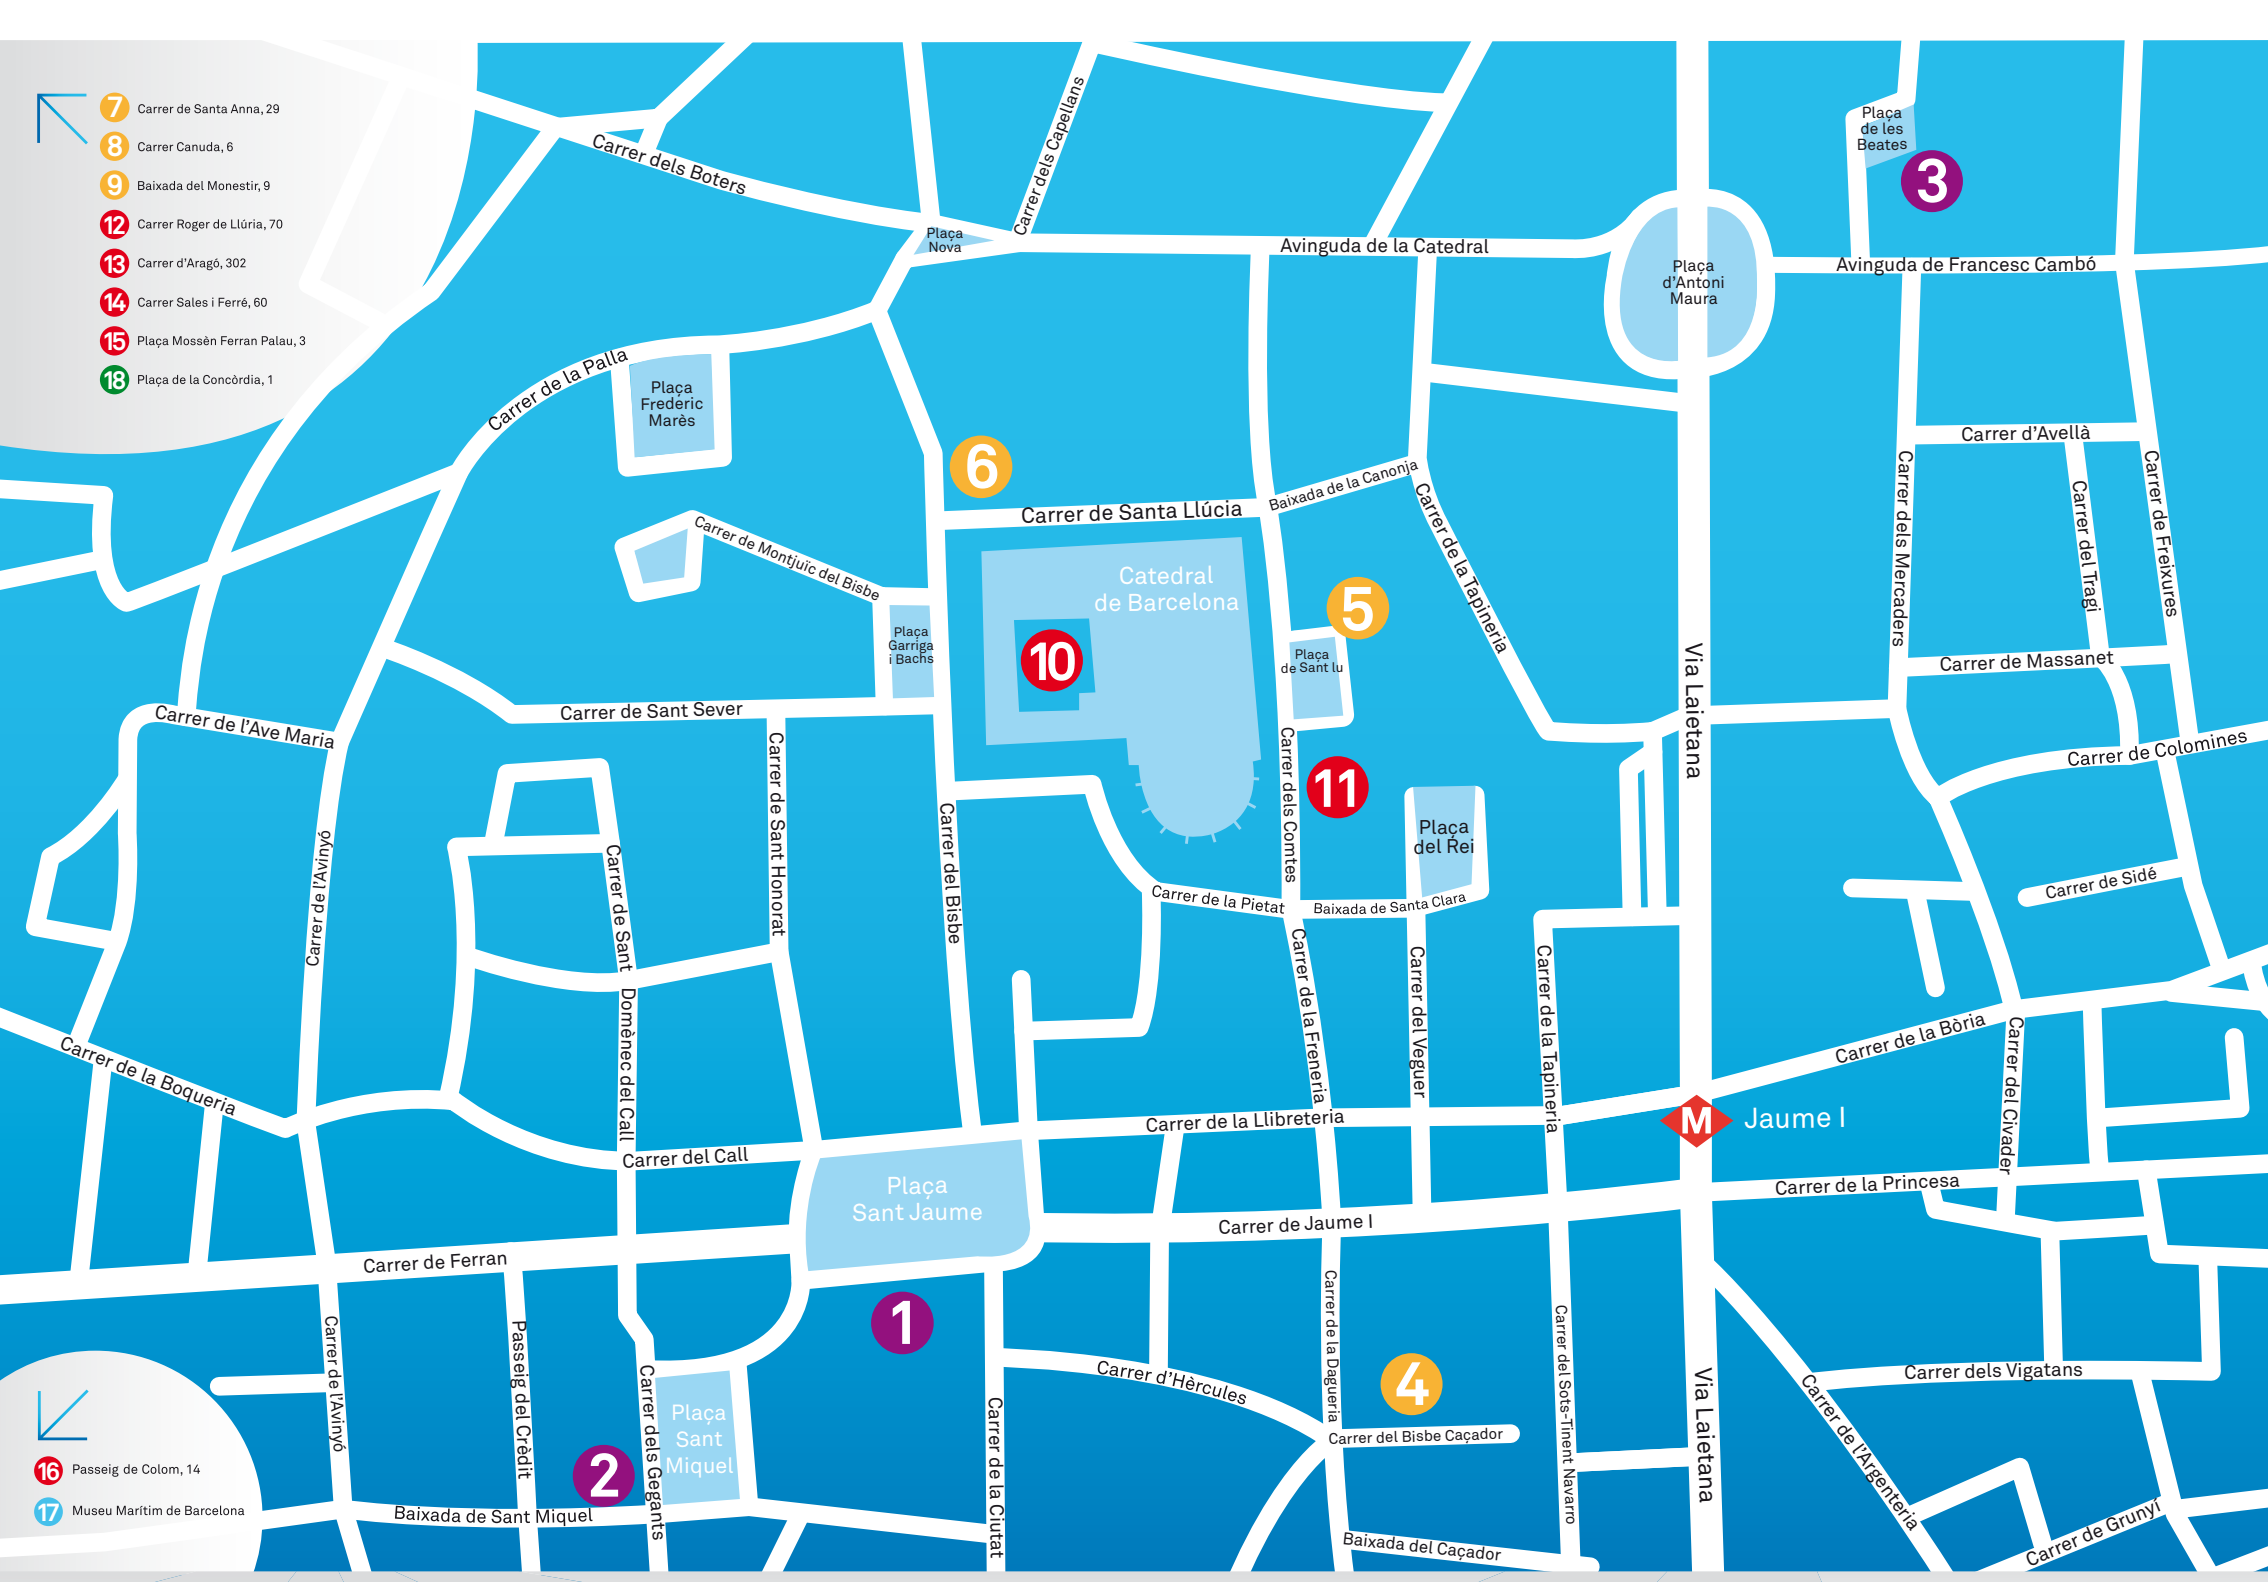 7 Carrer de Santa Anna, 29
8 Carrer Canuda, 6
9 Baixada del Monestir, 9
12 Carrer Roger de Llúria, 70
13 Carrer d'Aragó, 302
14 Carrer Sales i Ferré, 60
15 Plaça Mossèn Ferran Palau, 3
18 Plaça de la Concòrdia, 1
Carrer dels Boters
Carrer dels Capellans
Plaça
Nova
Avinguda de la Catedral
Plaça
d'Antoni
Maura
Plaça
de les
Beates
3
Avinguda de Francesc Cambó
Carrer de la Palla
Plaça
Frederic
Marès
6
Carrer de Santa Llúcia
Baixada de la Canonja
Carrer de la Tapineria
Carrer d'Avellà
Carrer dels Mercaders
Carrer del Tragí
Carrer de Freixures
Carrer de Montjuïc del Bisbe
Plaça
Garriga
i Bachs
Catedral
de Barcelona
10
5
Plaça
de Sant Iu
Via Laietana
Carrer de Massanet
Carrer de l'Ave Maria
Carrer de Sant Sever
Carrer de Colomines
Carrer de Sant Honorat
Carrer del Bisbe
Carrer dels Comtes
11
Plaça
del Rei
Carrer de l'Avinyó
Carrer de Sant Domènec del Call
Carrer de la Pietat
Baixada de Santa Clara
Carrer de Sidé
Carrer de la Freneria
Carrer del Veguer
Carrer de la Tapineria
Carrer de la Bòria
Carrer del Civader
Carrer de la Boqueria
Carrer de la Llibreteria
M Jaume I
Carrer del Call
Plaça
Sant Jaume
Carrer de la Princesa
Carrer de Jaume I
Carrer de Ferran
1
Carrer de l'Avinyó
Passeig del Crèdit
Carrer dels Gegants
Plaça
Sant
Miquel
2
Baixada de Sant Miquel
Carrer de la Ciutat
Carrer d'Hèrcules
Carrer de la Dagueria
4
Carrer del Bisbe Caçador
Carrer del Sots-Tinent Navarro
Baixada del Caçador
Via Laietana
Carrer dels Vigatans
Carrer de l'Argenteria
Carrer de Grunyí
16 Passeig de Colom, 14
17 Museu Marítim de Barcelona